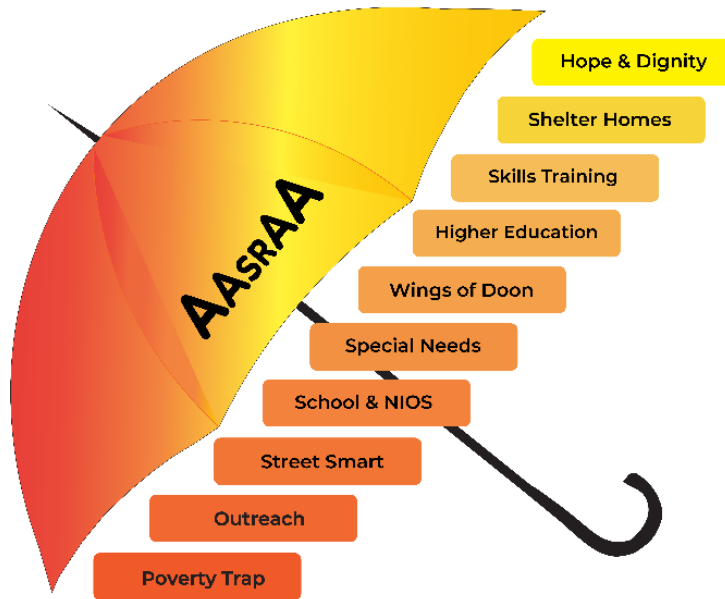 Hope & Dignity
Shelter Homes
Skills Training
AAsRAA
Higher Education
Wings of Doon
Special Needs
School & NIOS
Street Smart
Outreach
Poverty Trap